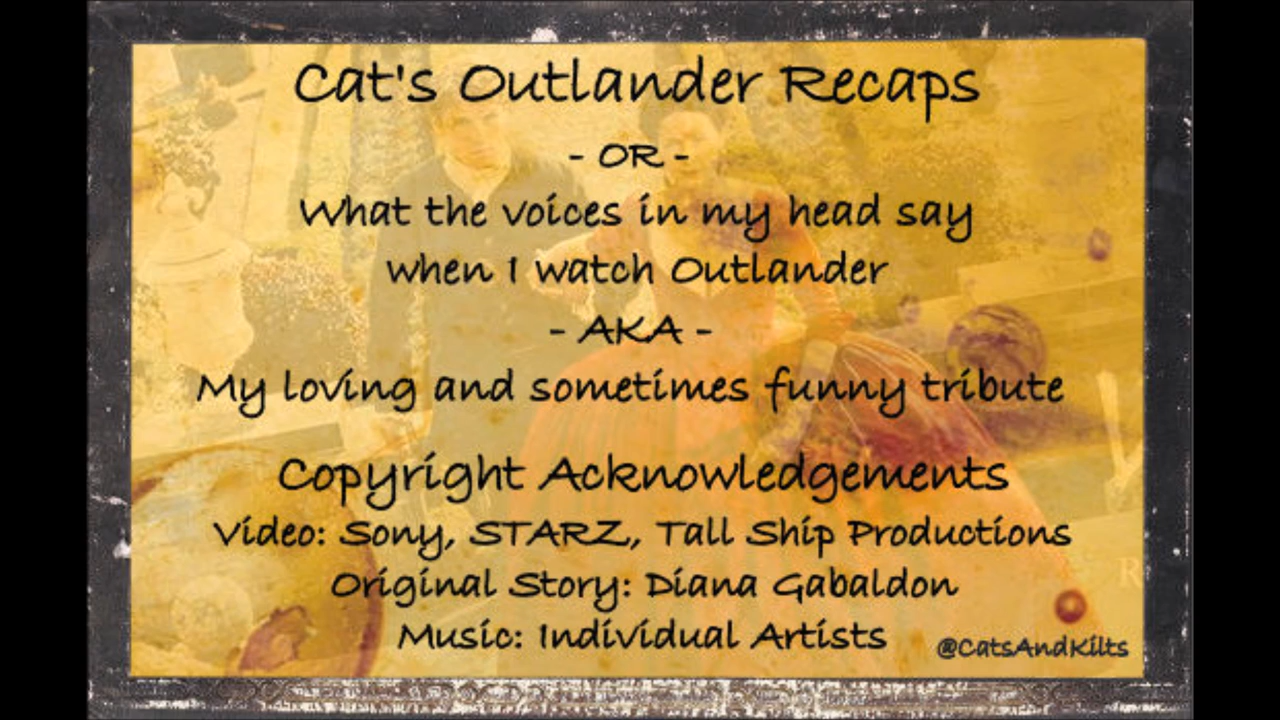 Cat's Outlander Recaps
- OR -
What the voices in my head say
when I watch Outlander
- AKA -
My loving and sometimes funny tribute
Copyright Acknowledgements
Video: Sony, STARZ, Tall Ship Productions
Original Story: Diana Gabaldon
Music: Individual Artists
@CatsAndKilts